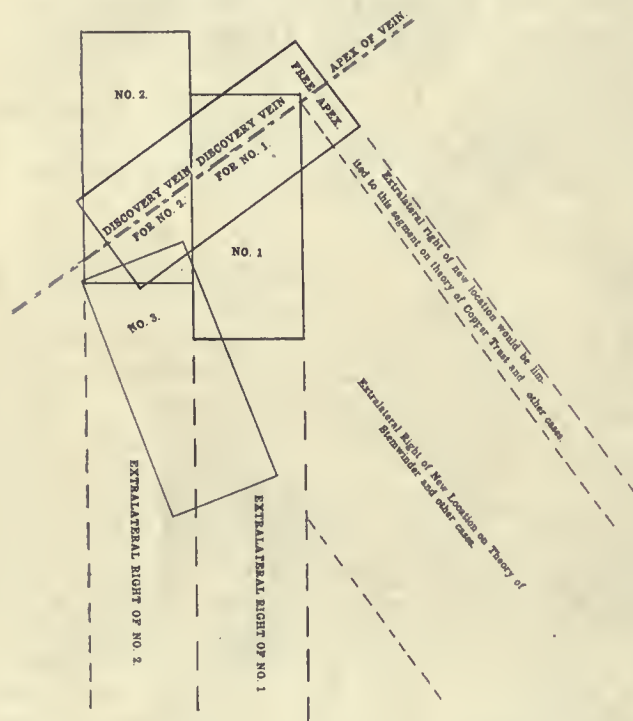 APEX OF VEIN.
FREE APEX
NO. 2.
DISCOVERY VEIN
FOR NO. 1.
DISCOVERY VEIN
FOR NO. 2.
NO. 1
NO. 3.
Extralateral right of new location would be lim-
ited to this segment on theory of Copper Trust and other cases.
Extralateral Right of New Location on Theory of
Stemwinder and other cases.
EXTRALATERAL RIGHT OF NO. 2.
EXTRALATERAL RIGHT OF NO. 1